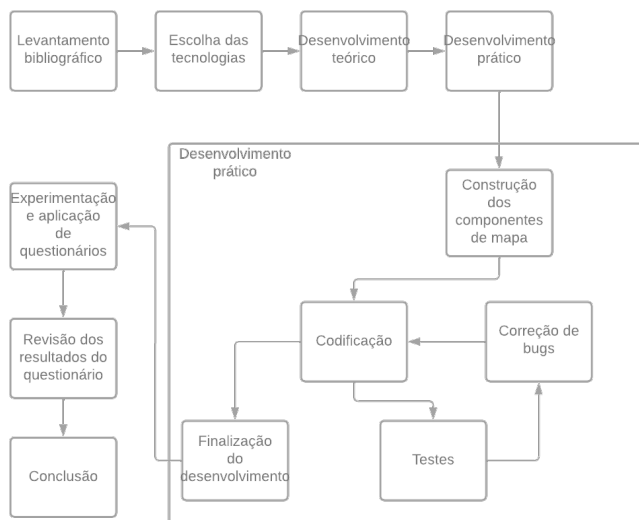 Levantamento
bibliográfico
Escolha das
tecnologias
Desenvolvimento
teórico
Desenvolvimento
prático
Desenvolvimento
prático
Construção
dos
componentes
de mapa
Experimentação
e aplicação
de
questionários
Codificação
Correção de
bugs
Revisão dos
resultados do
questionário
Finalização
do
desenvolvimento
Testes
Conclusão